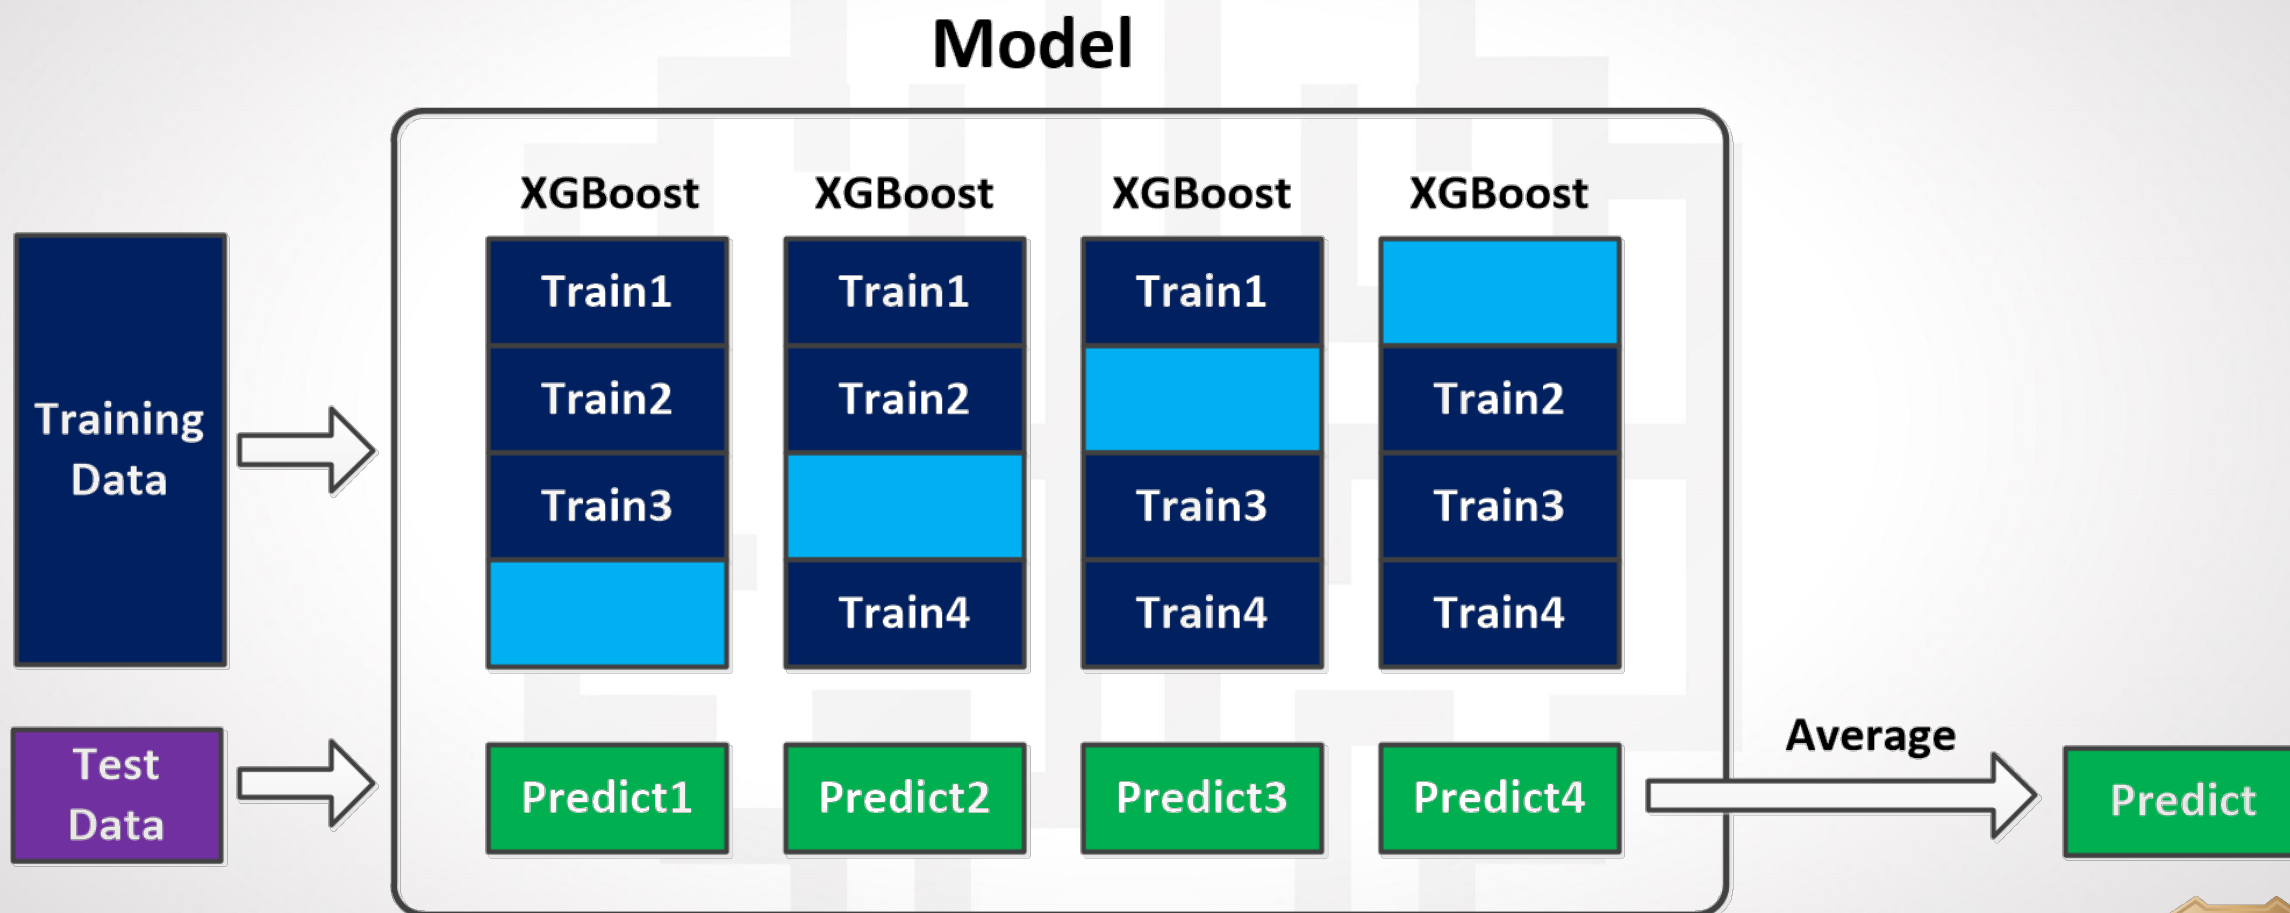 Model
Training
Data
XGBoost
Train1
Train2
Train3
XGBoost
Train1
Train2
Train4
XGBoost
Train1
Train3
Train4
XGBoost
Train2
Train3
Train4
Test
Data
Predict1
Predict2
Predict3
Predict4
Average
Predict